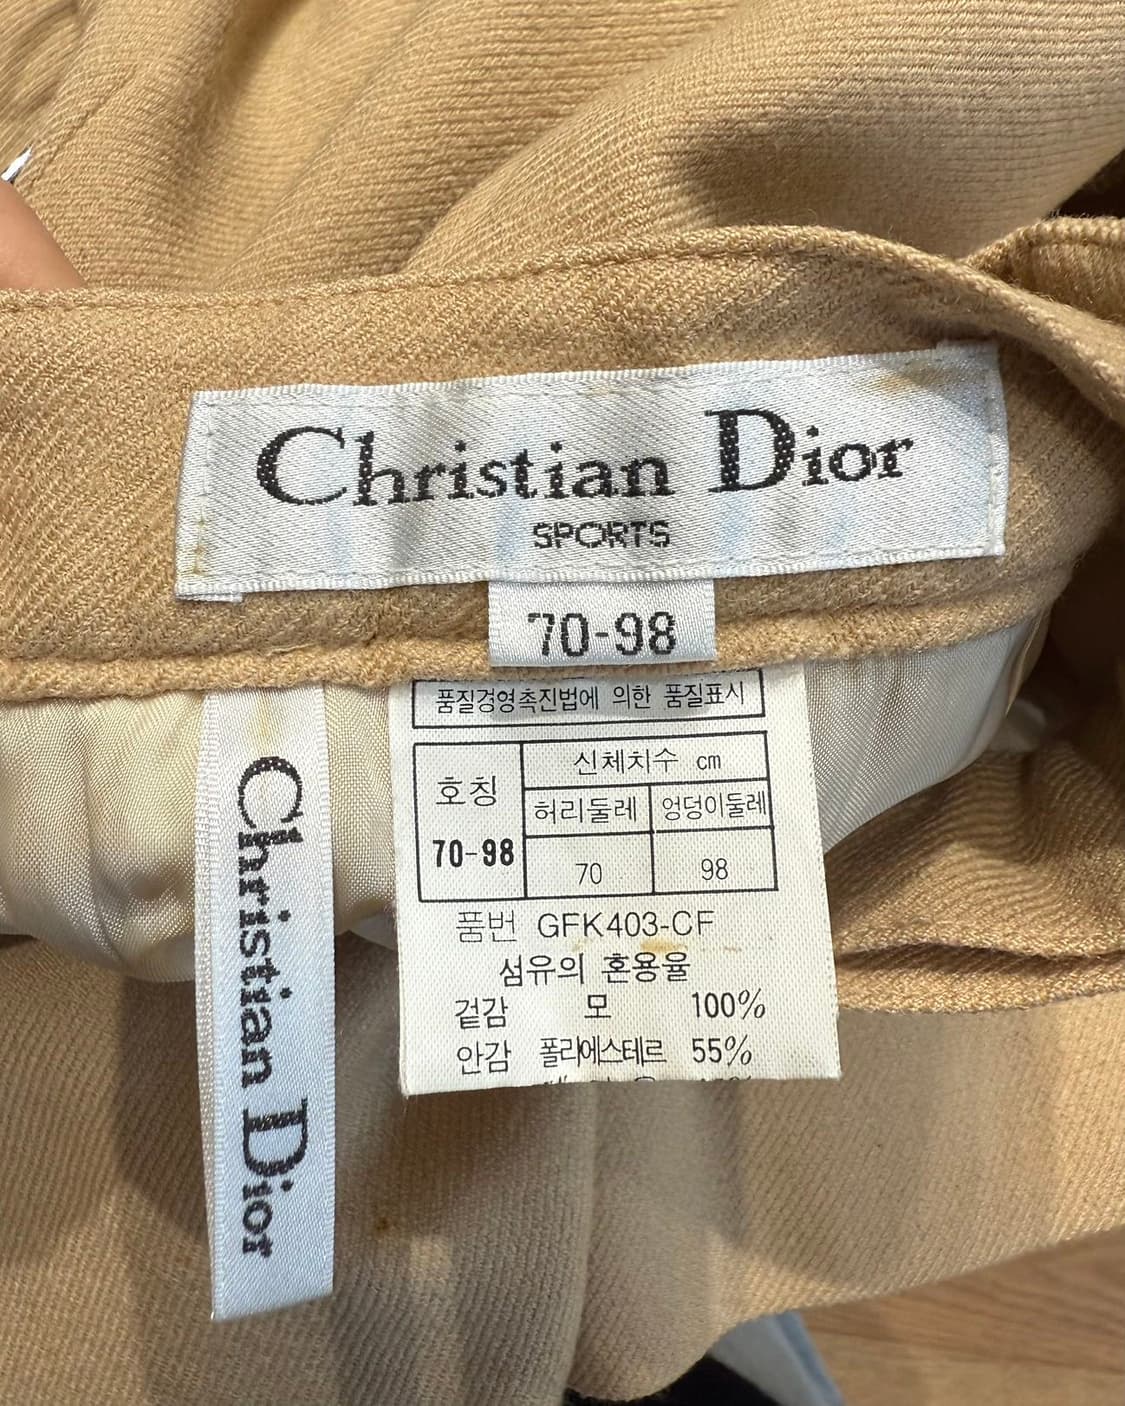 Christian Dior
SPORTS
70-98
Christian Dior
품질경영촉진법에 의한 품질표시
호칭
신체치수 cm
허리둘레 엉덩이둘레
70-98
70 98
품번 GFK403-CF
섬유의 혼용율
겉감 모 100%
안감 폴리에스테르 55%